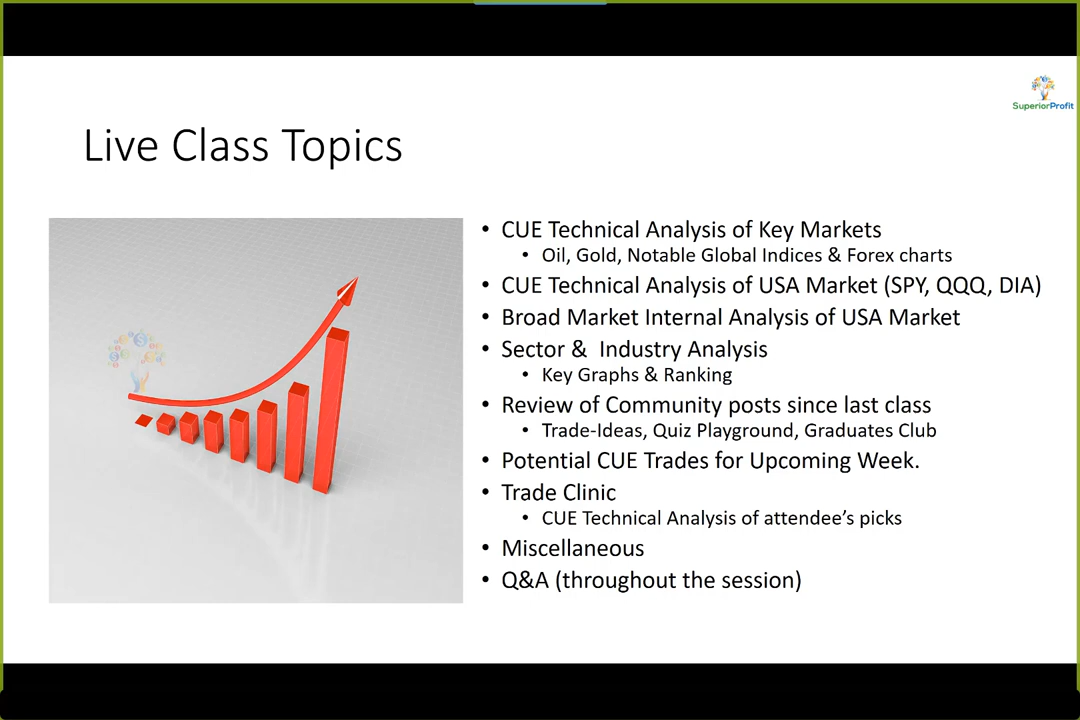 SuperiorProfit
Live Class Topics
• CUE Technical Analysis of Key Markets
• Oil, Gold, Notable Global Indices & Forex charts
• CUE Technical Analysis of USA Market (SPY, QQQ, DIA)
• Broad Market Internal Analysis of USA Market
• Sector & Industry Analysis
• Key Graphs & Ranking
• Review of Community posts since last class
• Trade-Ideas, Quiz Playground, Graduates Club
• Potential CUE Trades for Upcoming Week.
• Trade Clinic
• CUE Technical Analysis of attendee’s picks
• Miscellaneous
• Q&A (throughout the session)